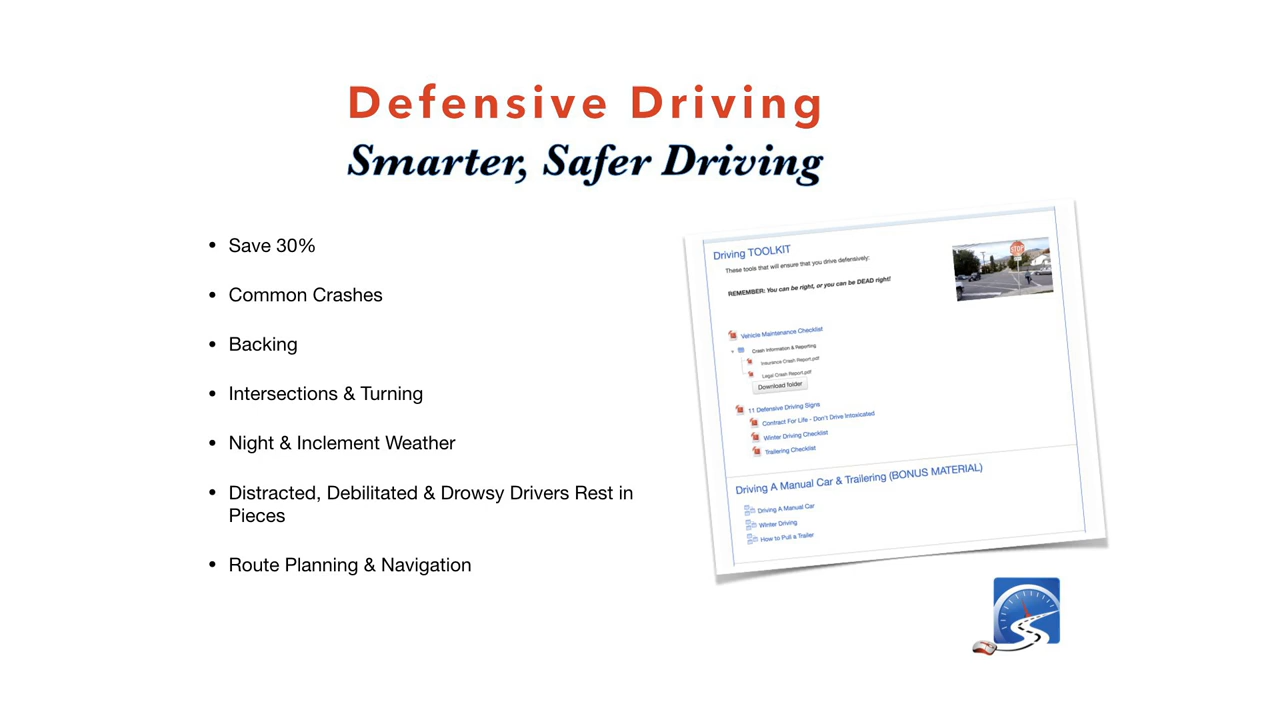 Defensive Driving
Smarter, Safer Driving
• Save 30%
• Common Crashes
• Backing
• Intersections & Turning
• Night & Inclement Weather
• Distracted, Debilitated & Drowsy Drivers Rest in
Pieces
• Route Planning & Navigation
Driving TOOLKIT
These tools that will ensure that you drive defensively:
REMEMBER: You can be right, or you can be DEAD right!
STOP
Vehicle Maintenance Checklist
Crash Information & Reporting
Insurance Crash Report.pdf
Legal Crash Report.pdf
Download folder
11 Defensive Driving Signs
Contract For Life - Don't Drive Intoxicated
Winter Driving Checklist
Trailering Checklist
Driving A Manual Car & Trailering (BONUS MATERIAL)
Driving A Manual Car
Winter Driving
How to Pull a Trailer